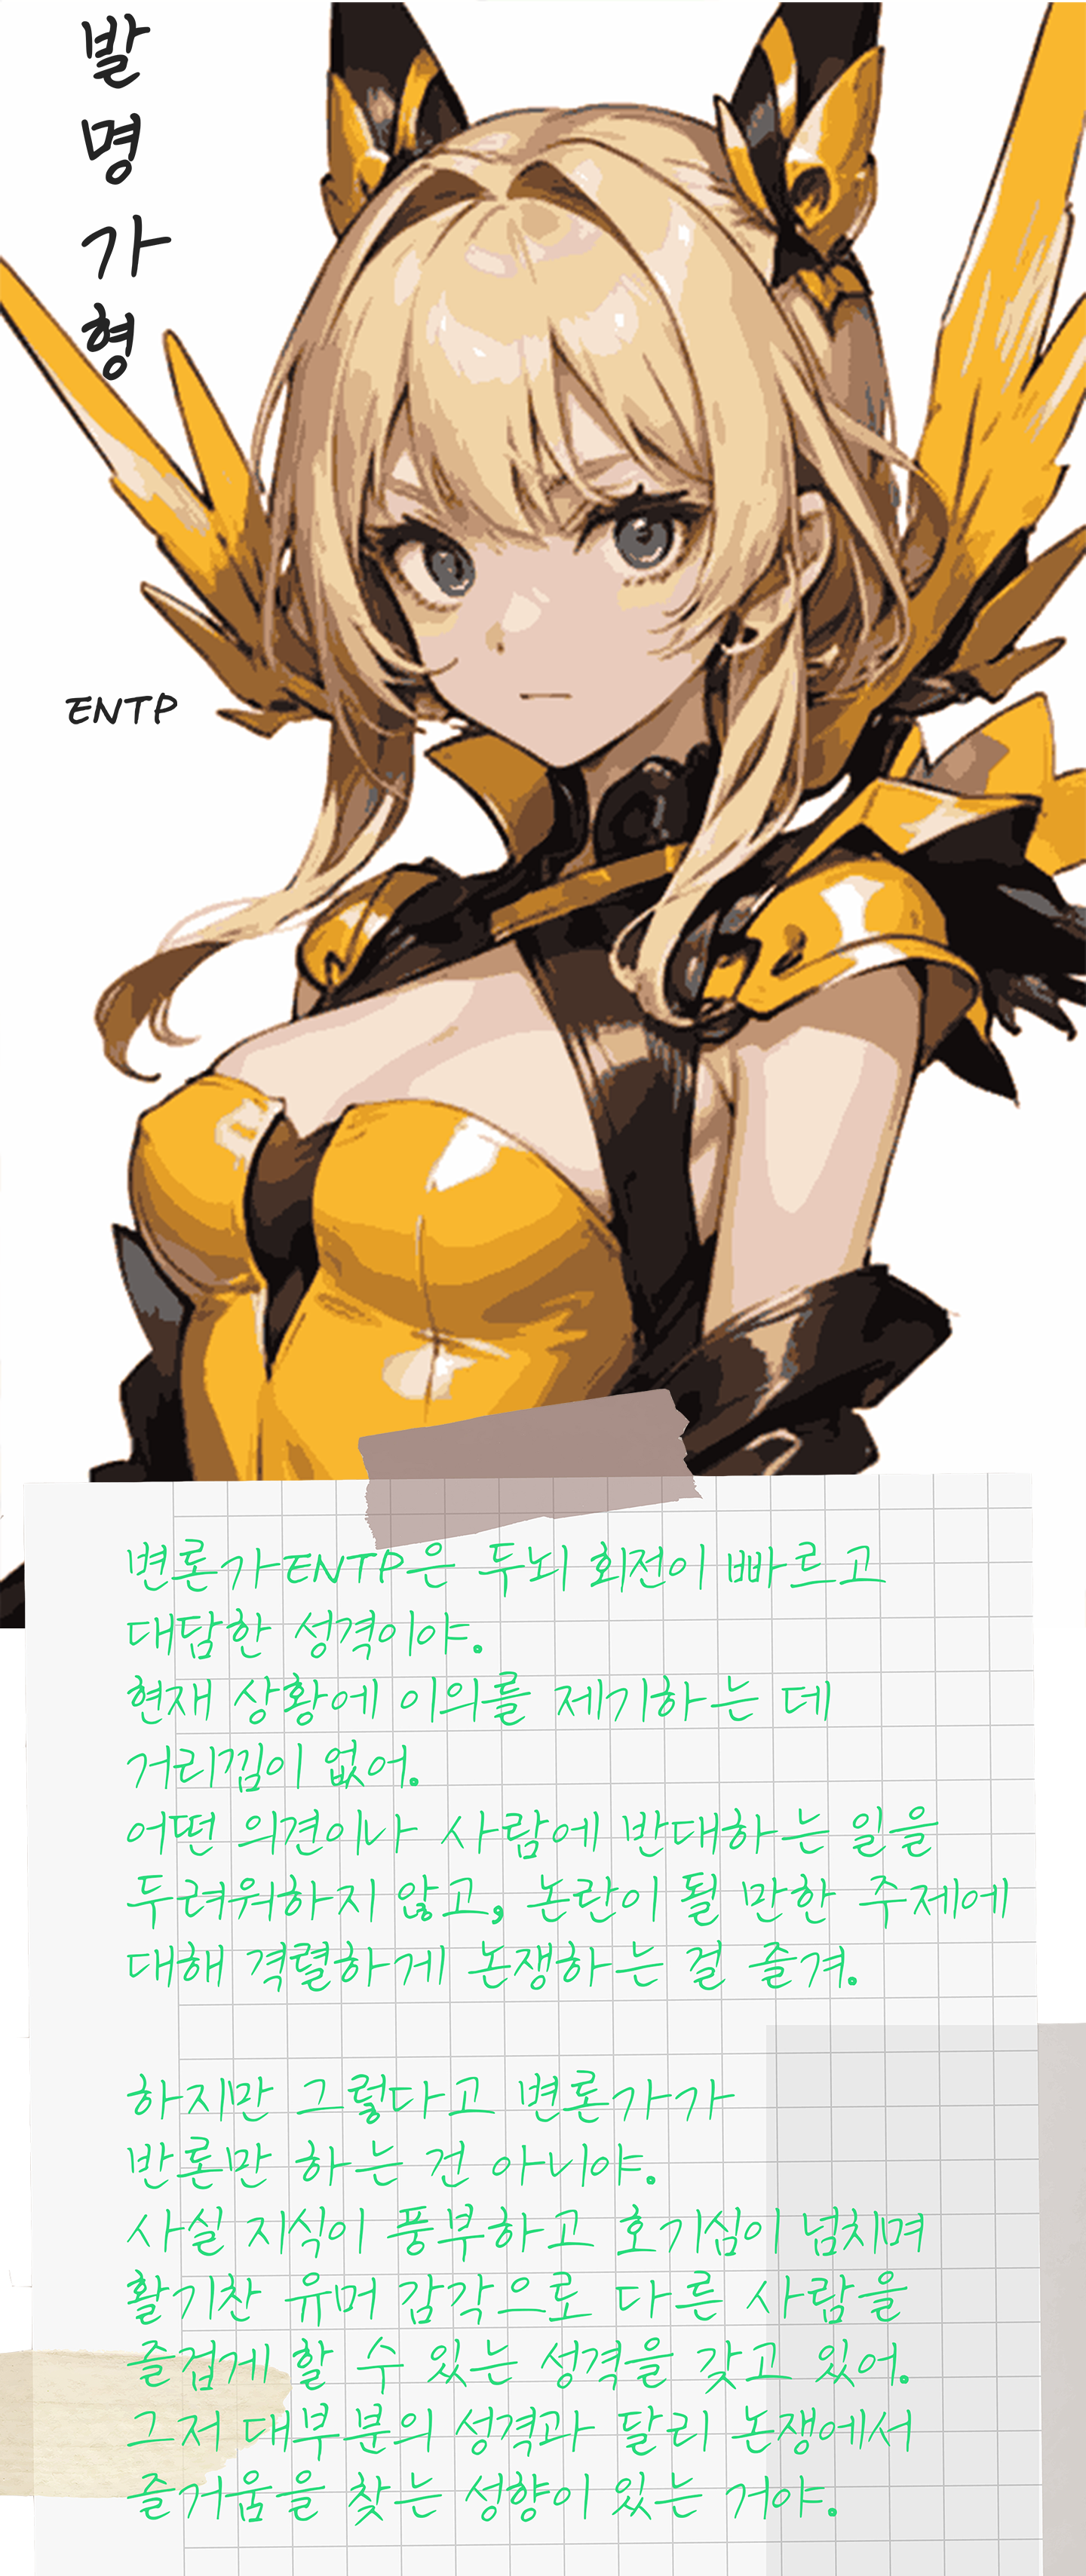 발명가형
ENTP
변론가ENTP은 두뇌 회전이 빠르고
대담한 성격이야.
현재 상황에 이의를 제기하는 데
거리낌이 없어.
어떤 의견이나 사람에 반대하는 일을
두려워하지 않고, 논란이 될 만한 주제에
대해 격렬하게 논쟁하는 걸 즐겨.
하지만 그렇다고 변론가가
반론만 하는 건 아니야.
사실 지식이 풍부하고 호기심이 넘치며
활기찬 유머 감각으로 다른 사람을
즐겁게 할 수 있는 성격을 갖고 있어.
그저 대부분의 성격과 달리 논쟁에서
즐거움을 찾는 성향이 있는 거야.